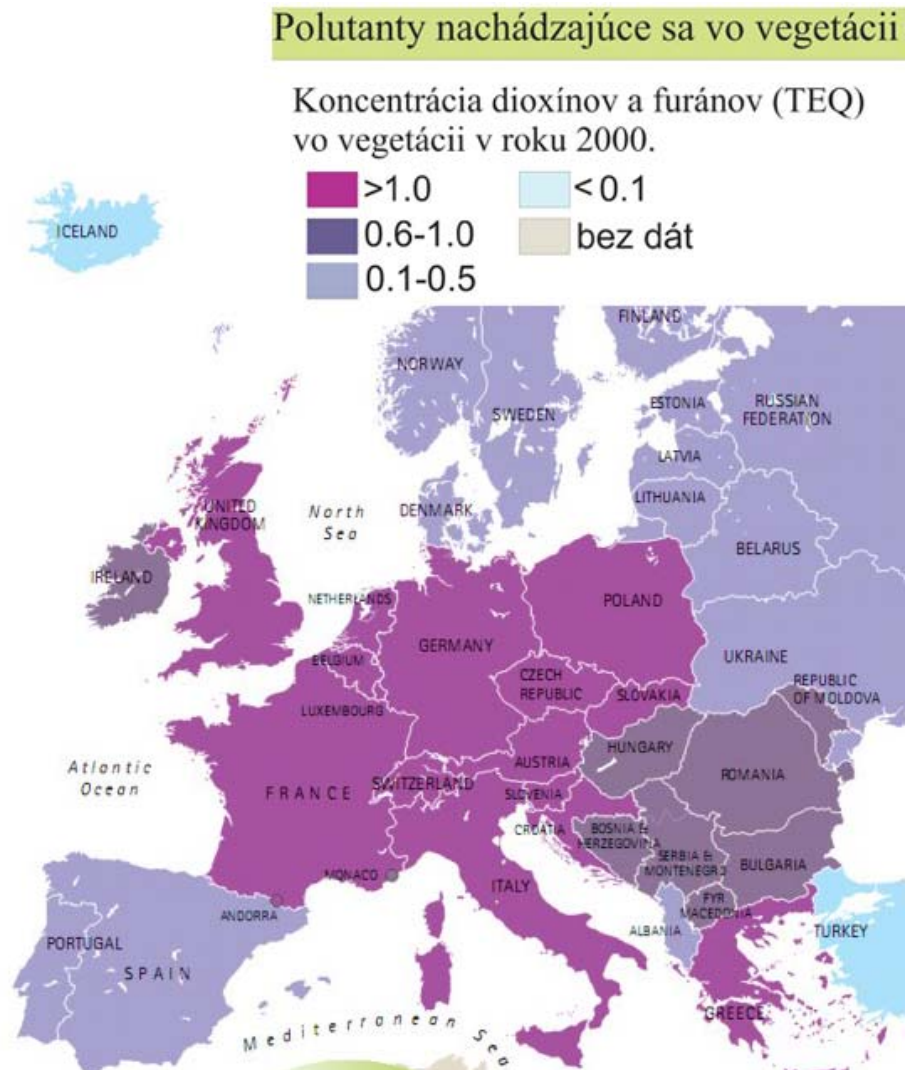 Polutanty nachádzajúce sa vo vegetácii
Koncentrácia dioxínov a furánov (TEQ)
vo vegetácii v roku 2000.
>1.0
<0.1
0.6-1.0
bez dát
0.1-0.5
ICELAND
FINLAND
NORWAY
SWEDEN
ESTONIA
RUSSIAN
FEDERATION
LATVIA
LITHUANIA
DENMARK
UNITED
KINGDOM
North
Sea
BELARUS
IRELAND
NETHERLANDS
POLAND
GERMANY
BELGIUM
UKRAINE
CZECH
REPUBLIC
SLOVAKIA
REPUBLIC
OF MOLDOVA
LUXEMBOURG
HUNGARY
AUSTRIA
ROMANIA
Atlantic
Ocean
FRANCE
SWITZERLAND
SLOVENIA
CROATIA
BOSNIA &
HERZEGOVINA
SERBIA &
MONTENEGRO
BULGARIA
MONACO
ITALY
FYR
MACEDONIA
ANDORRA
ALBANIA
TURKEY
PORTUGAL
SPAIN
GREECE
Mediterranean Sea